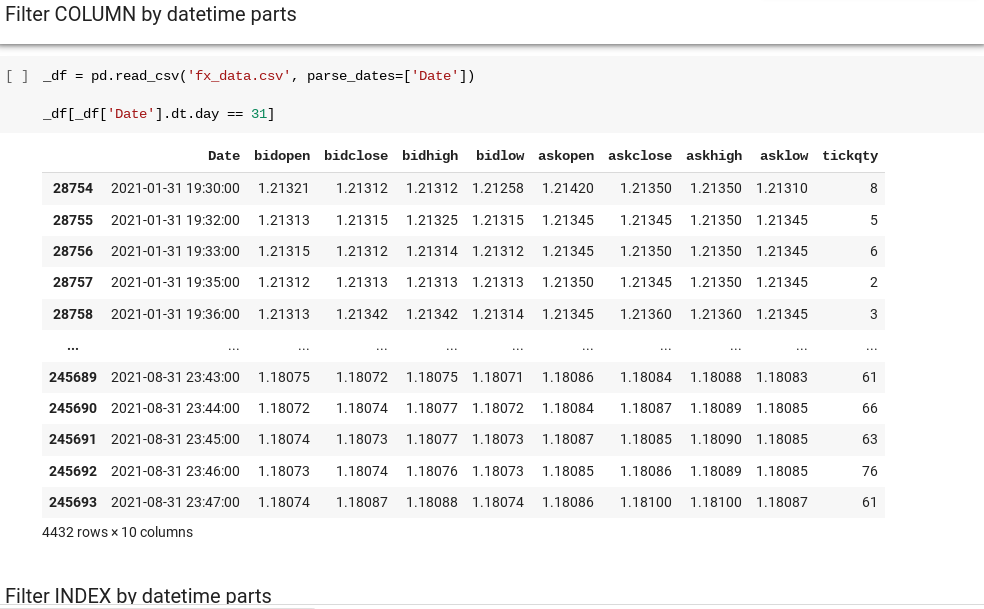 Filter COLUMN by datetime parts
[ ] _df = pd.read_csv('fx_data.csv', parse_dates=['Date'])
_df[_df['Date'].dt.day == 31]
Date bidopen bidclose bidhigh bidlow askopen askclose askhigh asklow tickqty
28754 2021-01-31 19:30:00 1.21321 1.21312 1.21312 1.21258 1.21420 1.21350 1.21350 1.21310 8
28755 2021-01-31 19:32:00 1.21313 1.21315 1.21325 1.21315 1.21345 1.21345 1.21350 1.21345 5
28756 2021-01-31 19:33:00 1.21315 1.21312 1.21314 1.21312 1.21345 1.21350 1.21350 1.21345 6
28757 2021-01-31 19:35:00 1.21312 1.21313 1.21313 1.21313 1.21350 1.21345 1.21350 1.21345 2
28758 2021-01-31 19:36:00 1.21313 1.21342 1.21342 1.21314 1.21345 1.21360 1.21360 1.21345 3
... ... ... ... ... ... ... ... ... ... ...
245689 2021-08-31 23:43:00 1.18075 1.18072 1.18075 1.18071 1.18086 1.18084 1.18088 1.18083 61
245690 2021-08-31 23:44:00 1.18072 1.18074 1.18077 1.18072 1.18084 1.18087 1.18089 1.18085 66
245691 2021-08-31 23:45:00 1.18074 1.18073 1.18077 1.18073 1.18087 1.18085 1.18090 1.18085 63
245692 2021-08-31 23:46:00 1.18073 1.18074 1.18076 1.18073 1.18085 1.18086 1.18089 1.18085 76
245693 2021-08-31 23:47:00 1.18074 1.18087 1.18088 1.18074 1.18086 1.18100 1.18100 1.18087 61
4432 rows × 10 columns
Filter INDEX by datetime parts